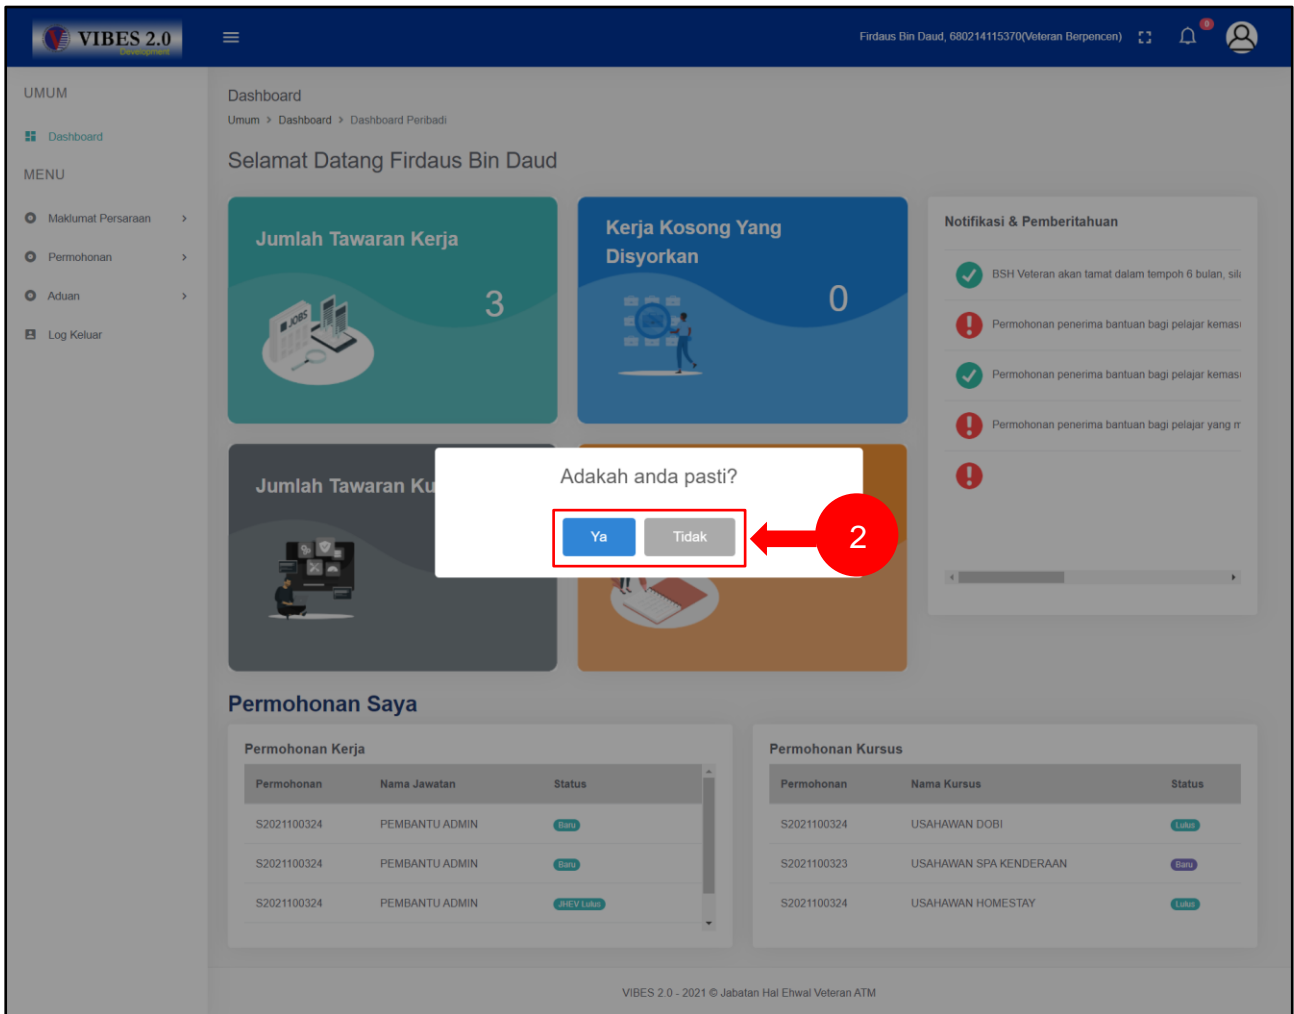 VIBES 2.0
Development
Firdaus Bin Daud, 680214115370(Veteran Berpencen)
0
UMUM
Dashboard
MENU
Maklumat Persaraan
Permohonan
Aduan
Log Keluar
Dashboard
Umum > Dashboard > Dashboard Peribadi
Selamat Datang Firdaus Bin Daud
Jumlah Tawaran Kerja
3
JOBS
Kerja Kosong Yang
Disyorkan
0
Notifikasi & Pemberitahuan
BSH Veteran akan tamat dalam tempoh 6 bulan, sil
Permohonan penerima bantuan bagi pelajar kemas
Permohonan penerima bantuan bagi pelajar kemas
Permohonan penerima bantuan bagi pelajar yang m
Jumlah Tawaran Ku
Adakah anda pasti?
Ya
Tidak
2
Permohonan Saya
Permohonan Kerja
Permohonan Nama Jawatan Status
S2021100324 PEMBANTU ADMIN Baru
S2021100324 PEMBANTU ADMIN Baru
S2021100324 PEMBANTU ADMIN JHEV Lulus
Permohonan Kursus
Permohonan Nama Kursus Status
S2021100324 USAHAWAN DOBI Lulus
S2021100323 USAHAWAN SPA KENDERAAN Baru
S2021100324 USAHAWAN HOMESTAY Lulus
VIBES 2.0 - 2021 © Jabatan Hal Ehwal Veteran ATM